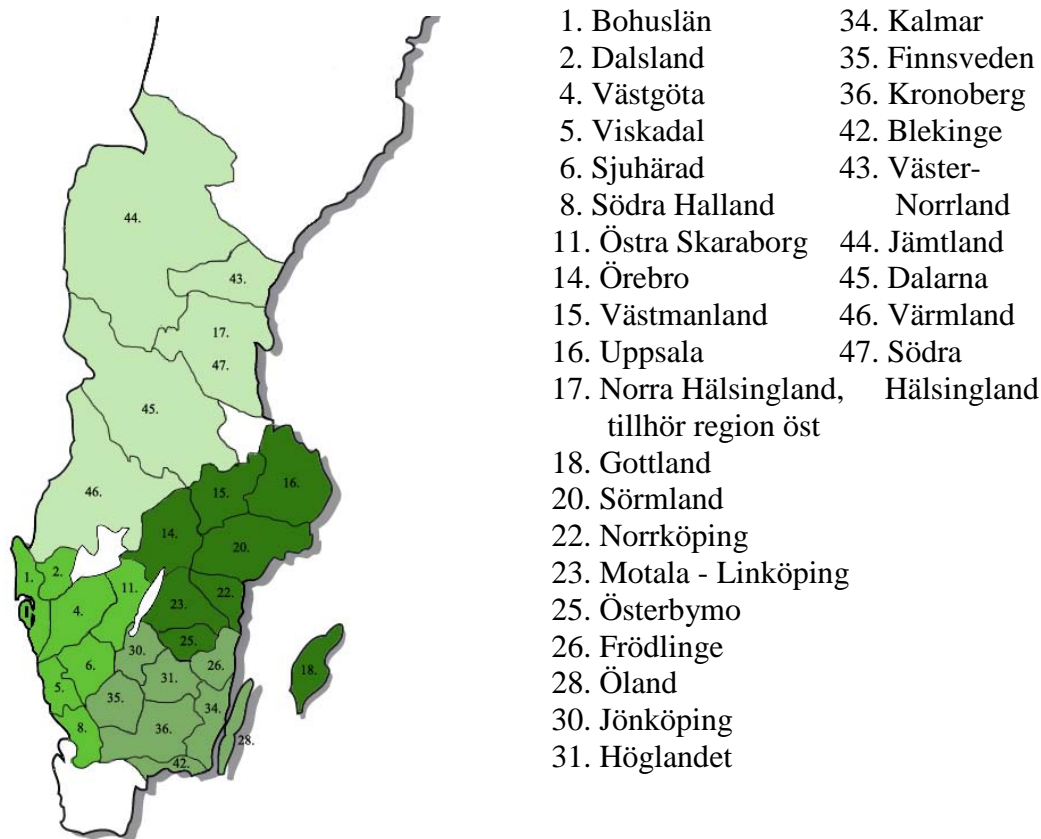 44.
43.
17.
47.
45.
46.
15.
16.
14.
20.
1.
2.
11.
4.
23.
22.
25.
30.
26.
6.
31.
18.
5.
35.
34.
8.
36.
28.
42.
1. Bohuslän
2. Dalsland
4. Västgöta
5. Viskadal
6. Sjuhärad
8. Södra Halland
11. Östra Skaraborg
14. Örebro
15. Västmanland
16. Uppsala
17. Norra Hälsingland,
tillhör region öst
18. Gottland
20. Sörmland
22. Norrköping
23. Motala - Linköping
25. Österbymo
26. Frödlinge
28. Öland
30. Jönköping
31. Höglandet
34. Kalmar
35. Finnsveden
36. Kronoberg
42. Blekinge
43. Väster-
Norrland
44. Jämtland
45. Dalarna
46. Värmland
47. Södra
Hälsingland